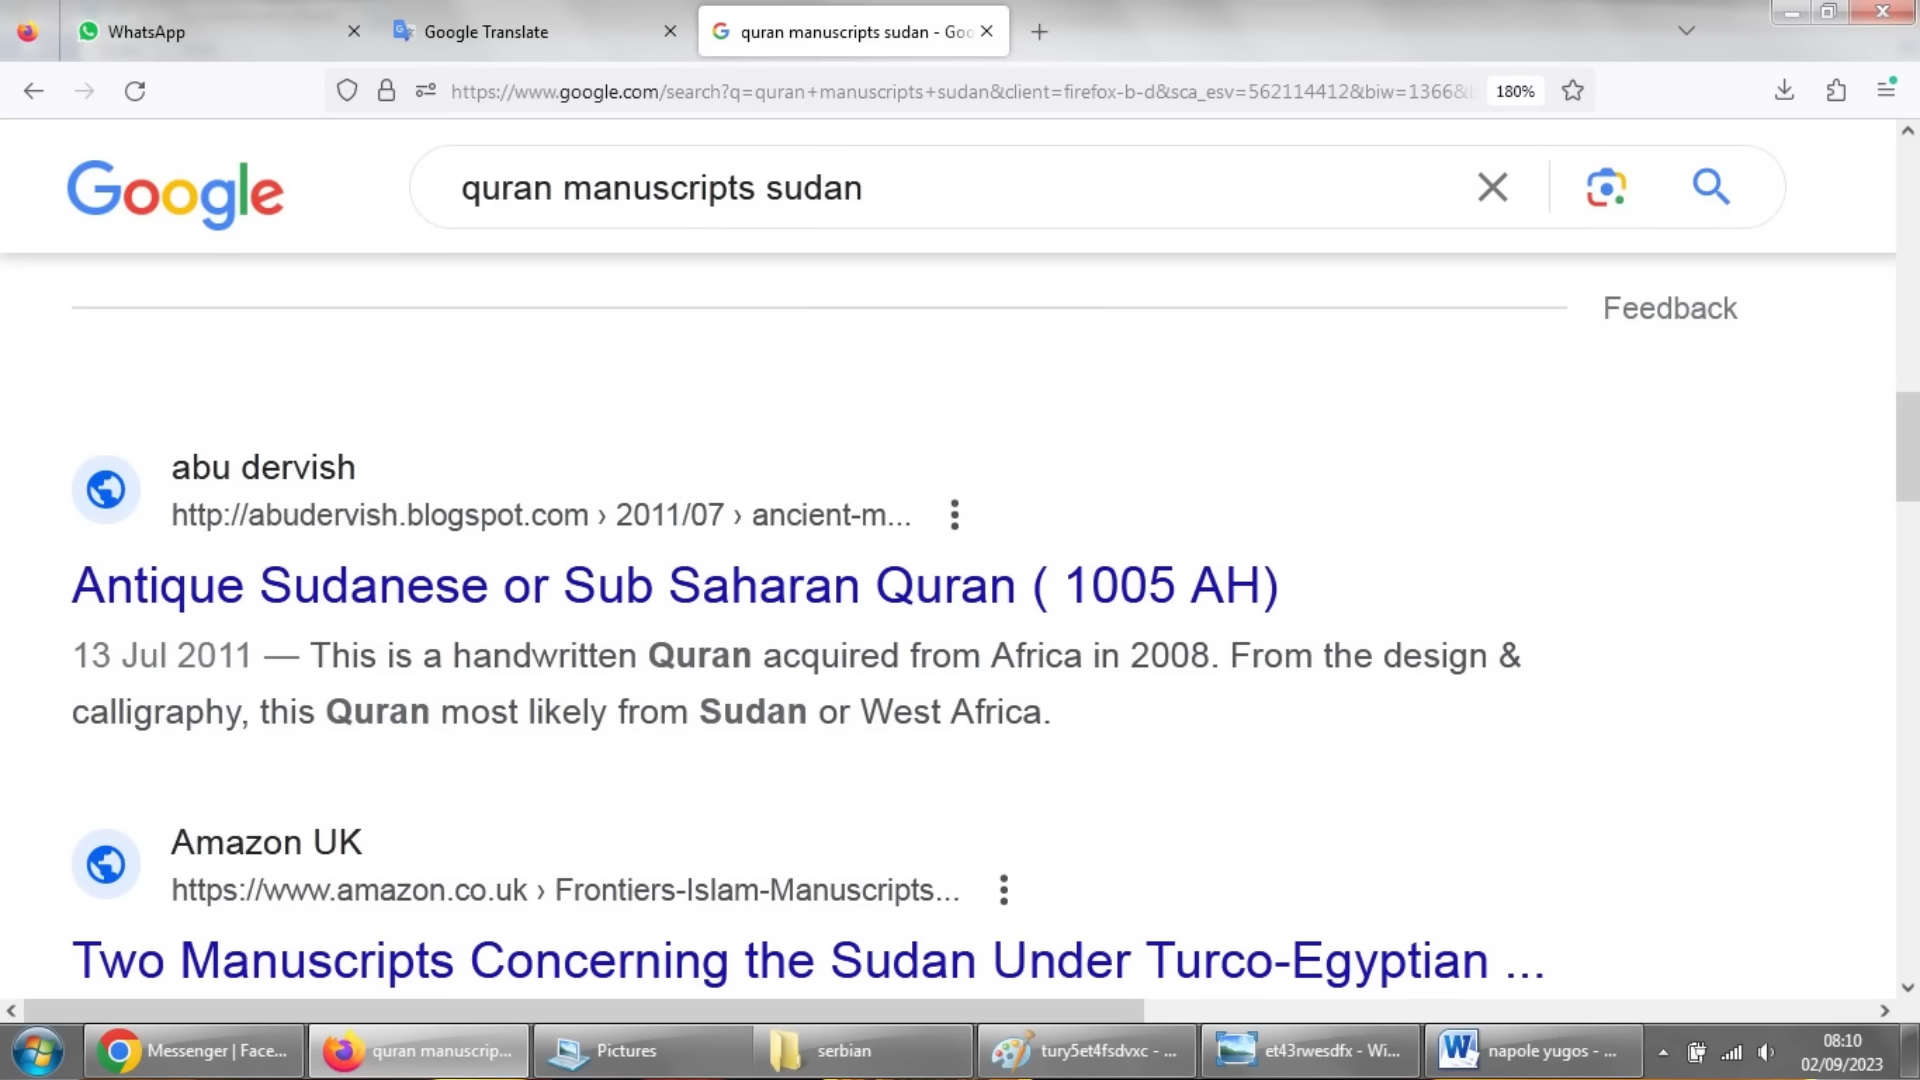 WhatsApp
Google Translate
quran manuscripts sudan - Goo
https://www.google.com/search?q=quran+manuscripts+sudan&client=firefox-b-d&sca_esv=562114412&biw=1366&
180%
Google
quran manuscripts sudan
Feedback
abu dervish
http://abudervish.blogspot.com › 2011/07 › ancient-m...
Antique Sudanese or Sub Saharan Quran ( 1005 AH)
13 Jul 2011 — This is a handwritten Quran acquired from Africa in 2008. From the design &
calligraphy, this Quran most likely from Sudan or West Africa.
Amazon UK
https://www.amazon.co.uk › Frontiers-Islam-Manuscripts...
Two Manuscripts Concerning the Sudan Under Turco-Egyptian ...
Messenger | Face...
quran manuscrip...
Pictures
serbian
tury5et4fsdvxc - ...
et43rwesdfx - Wi...
napole yugos - ...
08:10
02/09/2023